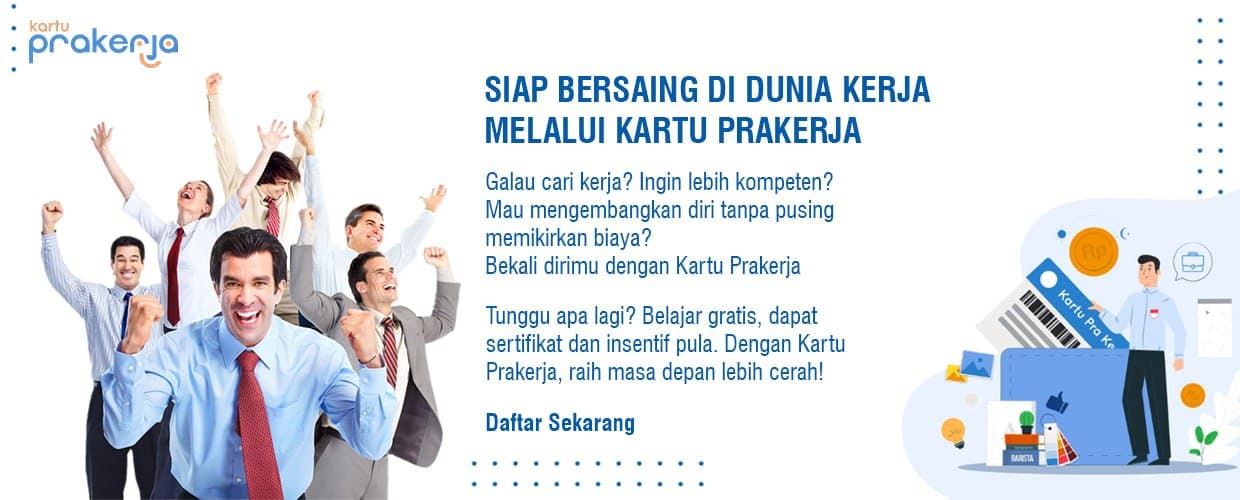 kartu
prakerja
SIAP BERSAING DI DUNIA KERJA
MELALUI KARTU PRAKERJA
Galau cari kerja? Ingin lebih kompeten?
Mau mengembangkan diri tanpa pusing
memikirkan biaya?
Bekali dirimu dengan Kartu Prakerja
Tunggu apa lagi? Belajar gratis, dapat
sertifikat dan insentif pula. Dengan Kartu
Prakerja, raih masa depan lebih cerah!
Daftar Sekarang
Rp
Kartu Pra Ke
BARISTA